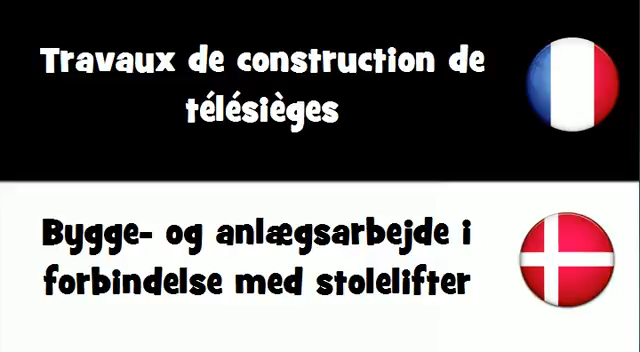 Travaux de construction de
télésièges
Bygge- og anlægsarbejde i
forbindelse med stolelifter